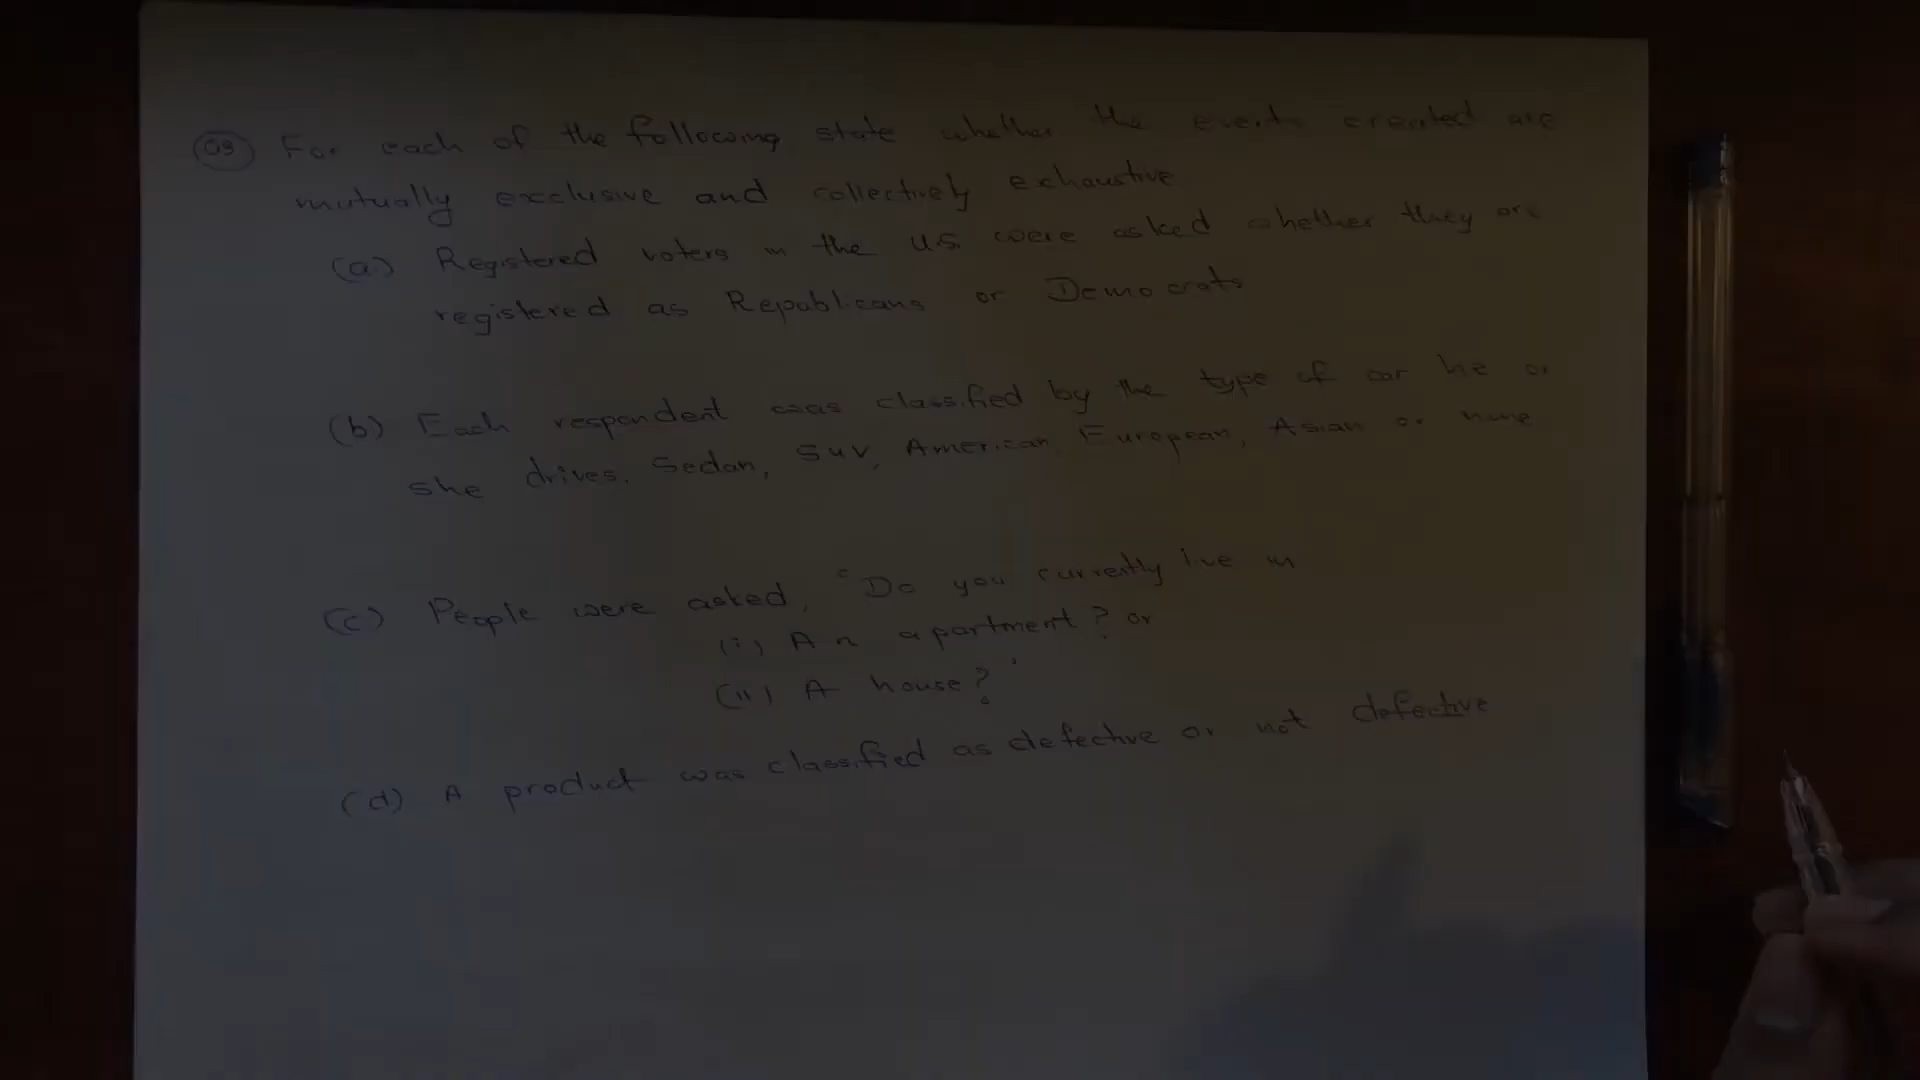 Q3 For each of the following state whether the events created are
mutually exclusive and collectively exhaustive
(a) Registered voters in the U.S. were asked whether they are
registered as Republicans or Democrats
(b) Each respondent was classified by the type of car he or
she drives. Sedan, SUV, American, European, Asian or none
(c) People were asked, "Do you currently live in
(i) An apartment? or
(ii) A house?"
(d) A product was classified as defective or not defective